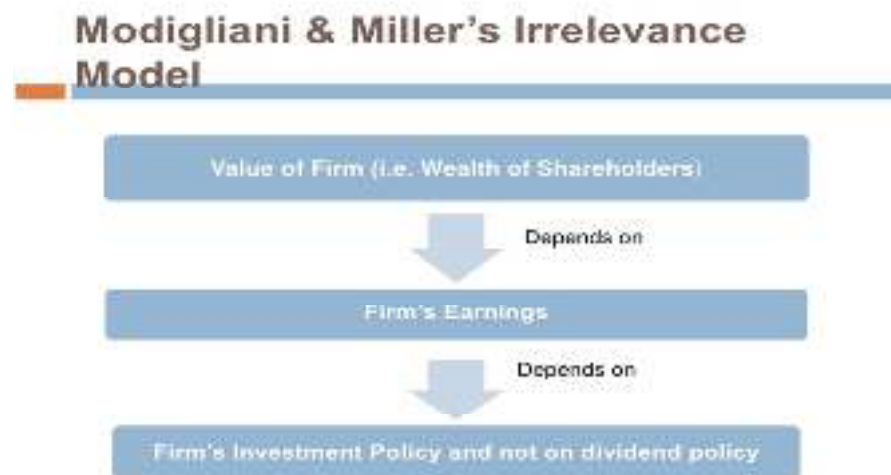 Modigliani & Miller's Irrelevance
Model
Value of Firm (i.e. Wealth of Shareholders)
Depends on
Firm's Earnings
Depends on
Firm's Investment Policy and not on dividend policy